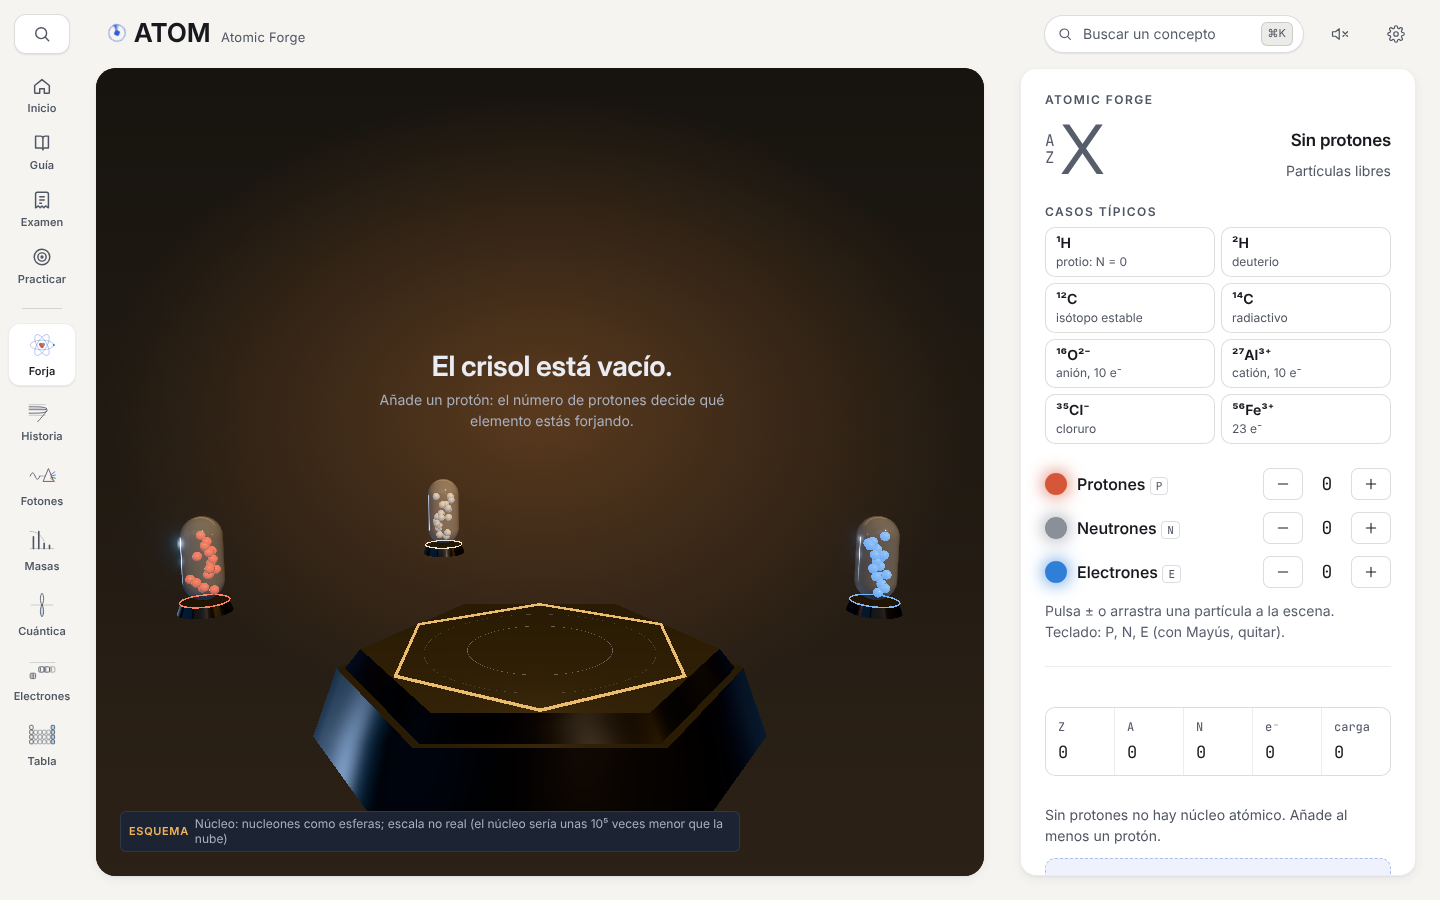 ATOM Atomic Forge
Buscar un concepto ⌘K
Inicio
Guía
Examen
Practicar
Forja
Historia
Fotones
Masas
Cuántica
Electrones
Tabla
El crisol está vacío.
Añade un protón: el número de protones decide qué
elemento estás forjando.
ESQUEMA Núcleo: nucleones como esferas; escala no real (el núcleo sería unas 10⁵ veces menor que la
nube)
ATOMIC FORGE
A
Z
X
Sin protones
Partículas libres
CASOS TÍPICOS
¹H
protio: N = 0
²H
deuterio
¹²C
isótopo estable
¹⁴C
radiactivo
¹⁶O²⁻
anión, 10 e⁻
²⁷Al³⁺
catión, 10 e⁻
³⁵Cl⁻
cloruro
⁵⁶Fe³⁺
23 e⁻
Protones P − 0 +
Neutrones N − 0 +
Electrones E − 0 +
Pulsa ± o arrastra una partícula a la escena.
Teclado: P, N, E (con Mayús, quitar).
Z A N e⁻ carga
0 0 0 0 0
Sin protones no hay núcleo atómico. Añade al
menos un protón.